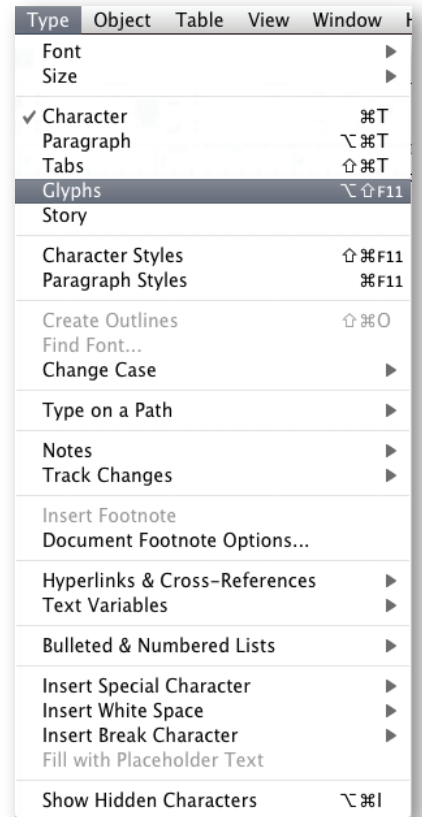 Type Object Table View Window H
Font ▶
Size ▶
✓ Character ⌘T
Paragraph ⌥⌘T
Tabs ⇧⌘T
Glyphs ⌥⇧F11
Story
Character Styles ⇧⌘F11
Paragraph Styles ⌘F11
Create Outlines ⇧⌘O
Find Font...
Change Case ▶
Type on a Path ▶
Notes ▶
Track Changes ▶
Insert Footnote
Document Footnote Options...
Hyperlinks & Cross-References ▶
Text Variables ▶
Bulleted & Numbered Lists ▶
Insert Special Character ▶
Insert White Space ▶
Insert Break Character ▶
Fill with Placeholder Text
Show Hidden Characters ⌥⌘I